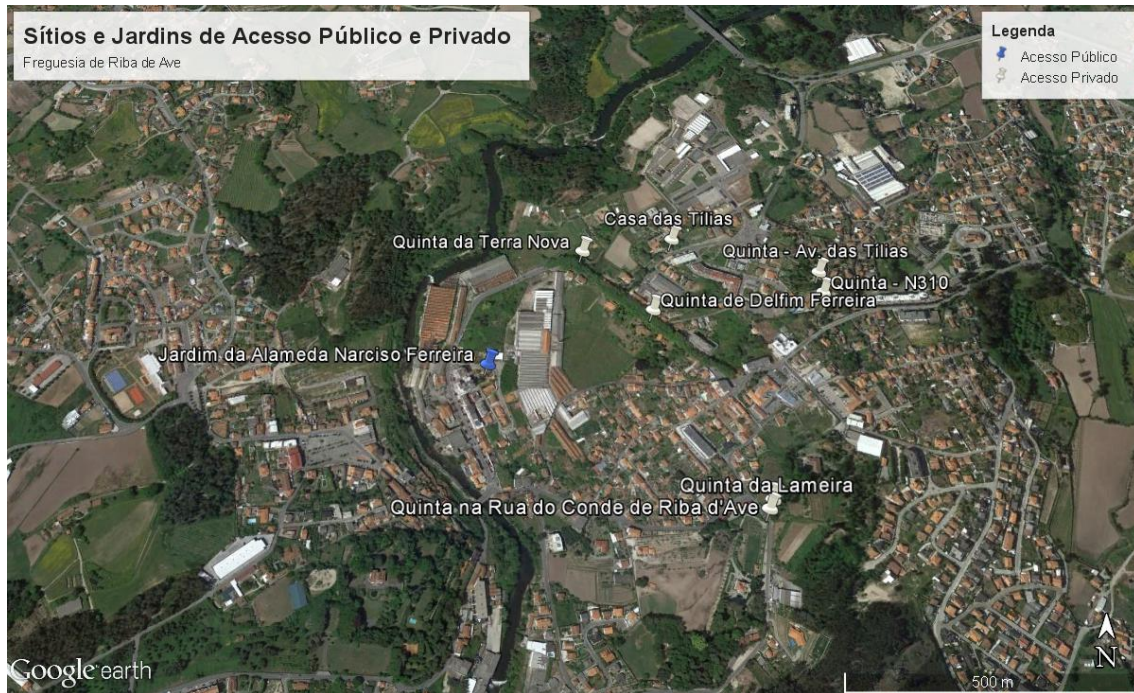 Sítios e Jardins de Acesso Público e Privado
Freguesia de Riba de Ave
Legenda
Acesso Público
Acesso Privado
Casa das Tílias
Quinta da Terra Nova
Quinta - Av. das Tílias
Quinta - N310
Quinta de Delfim Ferreira
Jardim da Alameda Narciso Ferreira
Quinta da Lameira
Quinta na Rua do Conde de Riba d'Ave
Google earth
N
500 m